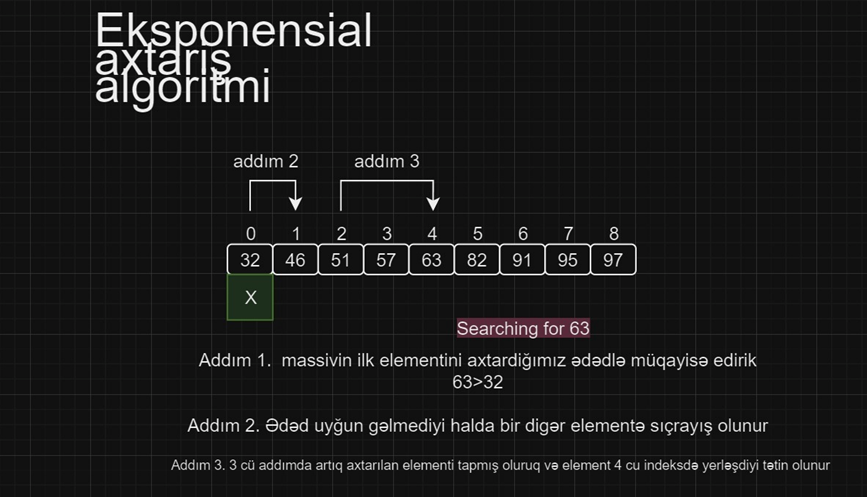 Eksponensial
axtarış
algoritmi
addım 2 addım 3
0 1 2 3 4 5 6 7 8
32 46 51 57 63 82 91 95 97
X
Searching for 63
Addım 1. massivin ilk elementini axtardiğımız ədədlə müqayisə edirik
63>32
Addım 2. Ədəd uyğun gəlmediyi halda bir digər elementə sıçrayış olunur
Addım 3. 3 cü addımda artıq axtarılan elementi tapmış oluruq və element 4 cu indeksdə yerləşdiyi tətin olunur